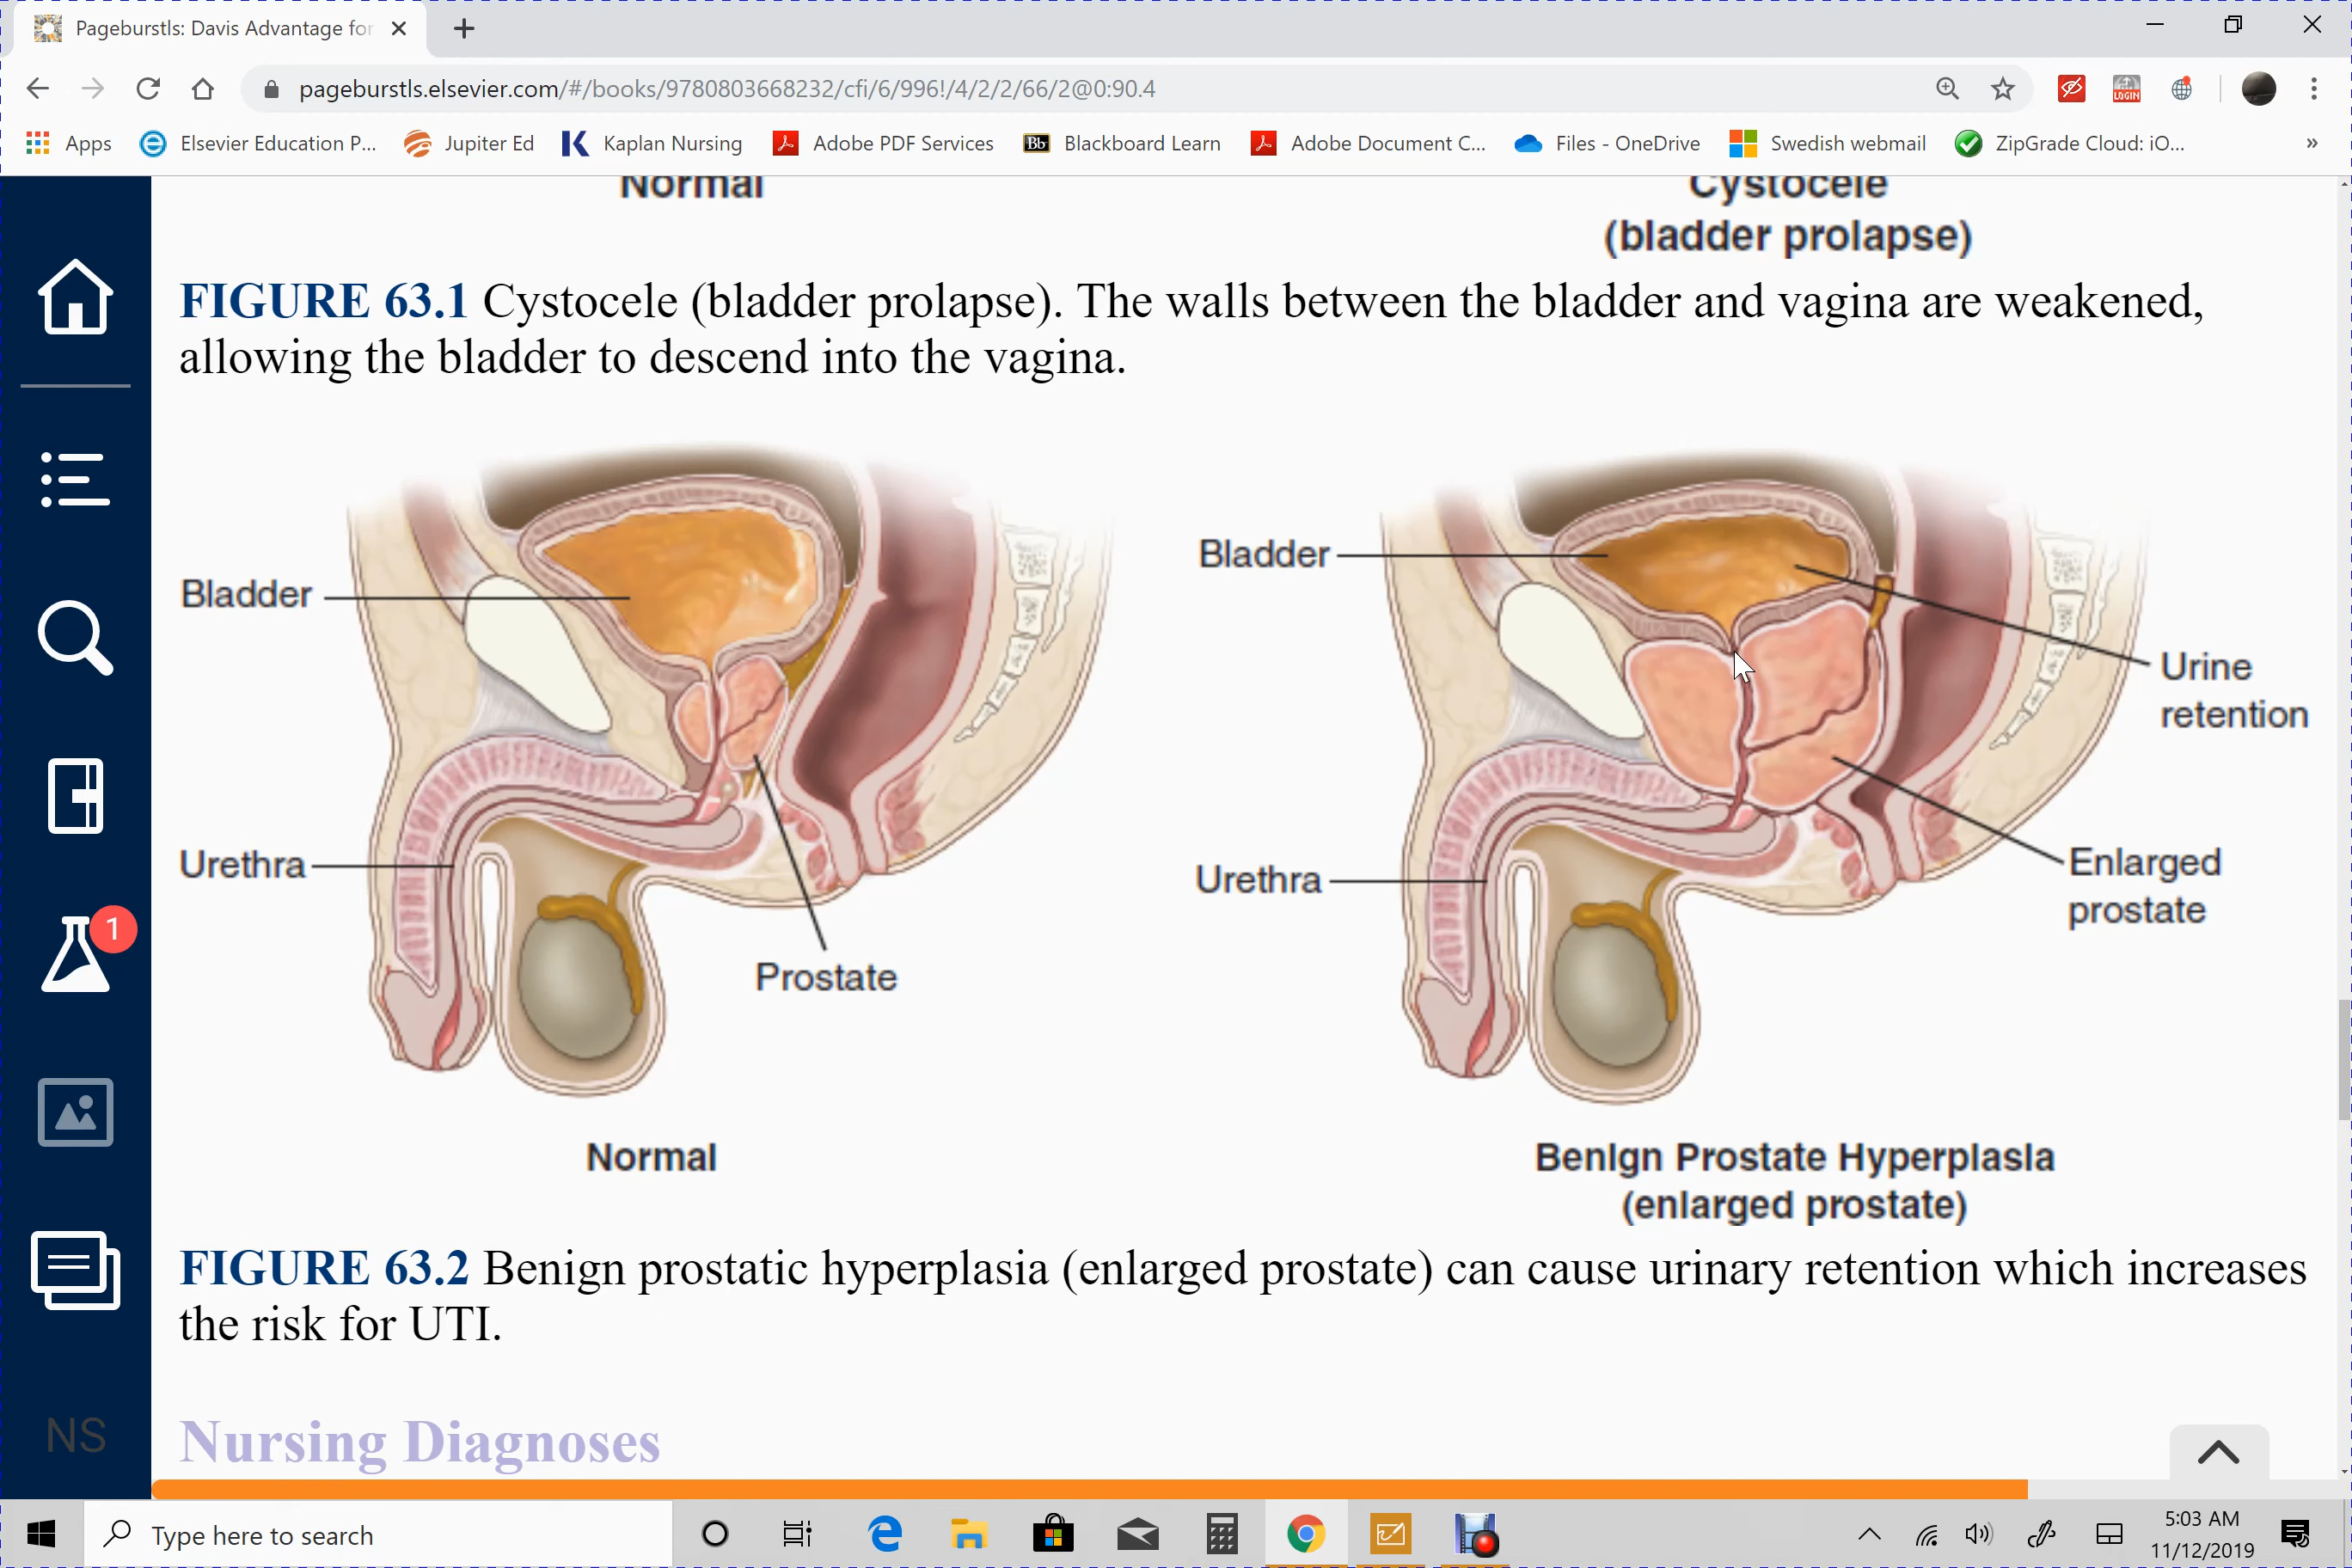 Pageburstls: Davis Advantage for
pageburstls.elsevier.com/#/books/9780803668232/cfi/6/996!/4/2/2/66/2@0:90.4
LOGIN
Apps
Elsevier Education P...
Jupiter Ed
Kaplan Nursing
Adobe PDF Services
Bb
Blackboard Learn
Adobe Document C...
Files - OneDrive
Swedish webmail
ZipGrade Cloud: iO...
»
Normal
Cystocele
(bladder prolapse)
FIGURE 63.1 Cystocele (bladder prolapse). The walls between the bladder and vagina are weakened,
allowing the bladder to descend into the vagina.
Bladder
Urethra
Prostate
Normal
Bladder
Urine
retention
Urethra
Enlarged
prostate
Benign Prostate Hyperplasia
(enlarged prostate)
FIGURE 63.2 Benign prostatic hyperplasia (enlarged prostate) can cause urinary retention which increases
the risk for UTI.
Nursing Diagnoses
1
NS
Type here to search
5:03 AM
11/12/2019